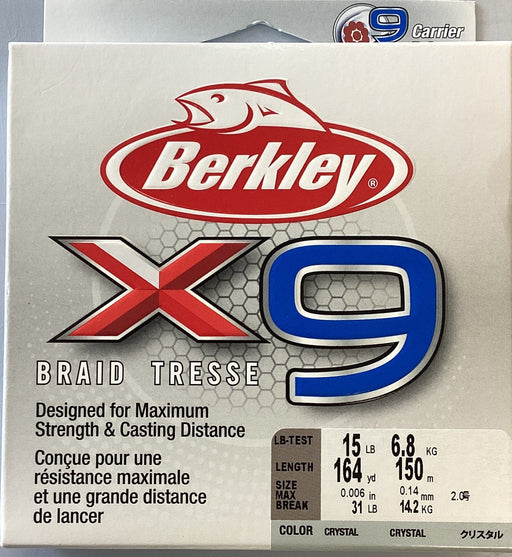 9 Carrier
Berkley®
X9
BRAID TRESSE
Designed for Maximum
Strength & Casting Distance
Conçue pour une
résistance maximale
et une grande distance
de lancer
LB-TEST 15 LB 6.8 KG
LENGTH 164 yd 150 m
SIZE 0.006 in 0.14 mm 2.0号
MAX
BREAK 31 LB 14.2 KG
COLOR CRYSTAL CRYSTAL クリスタル